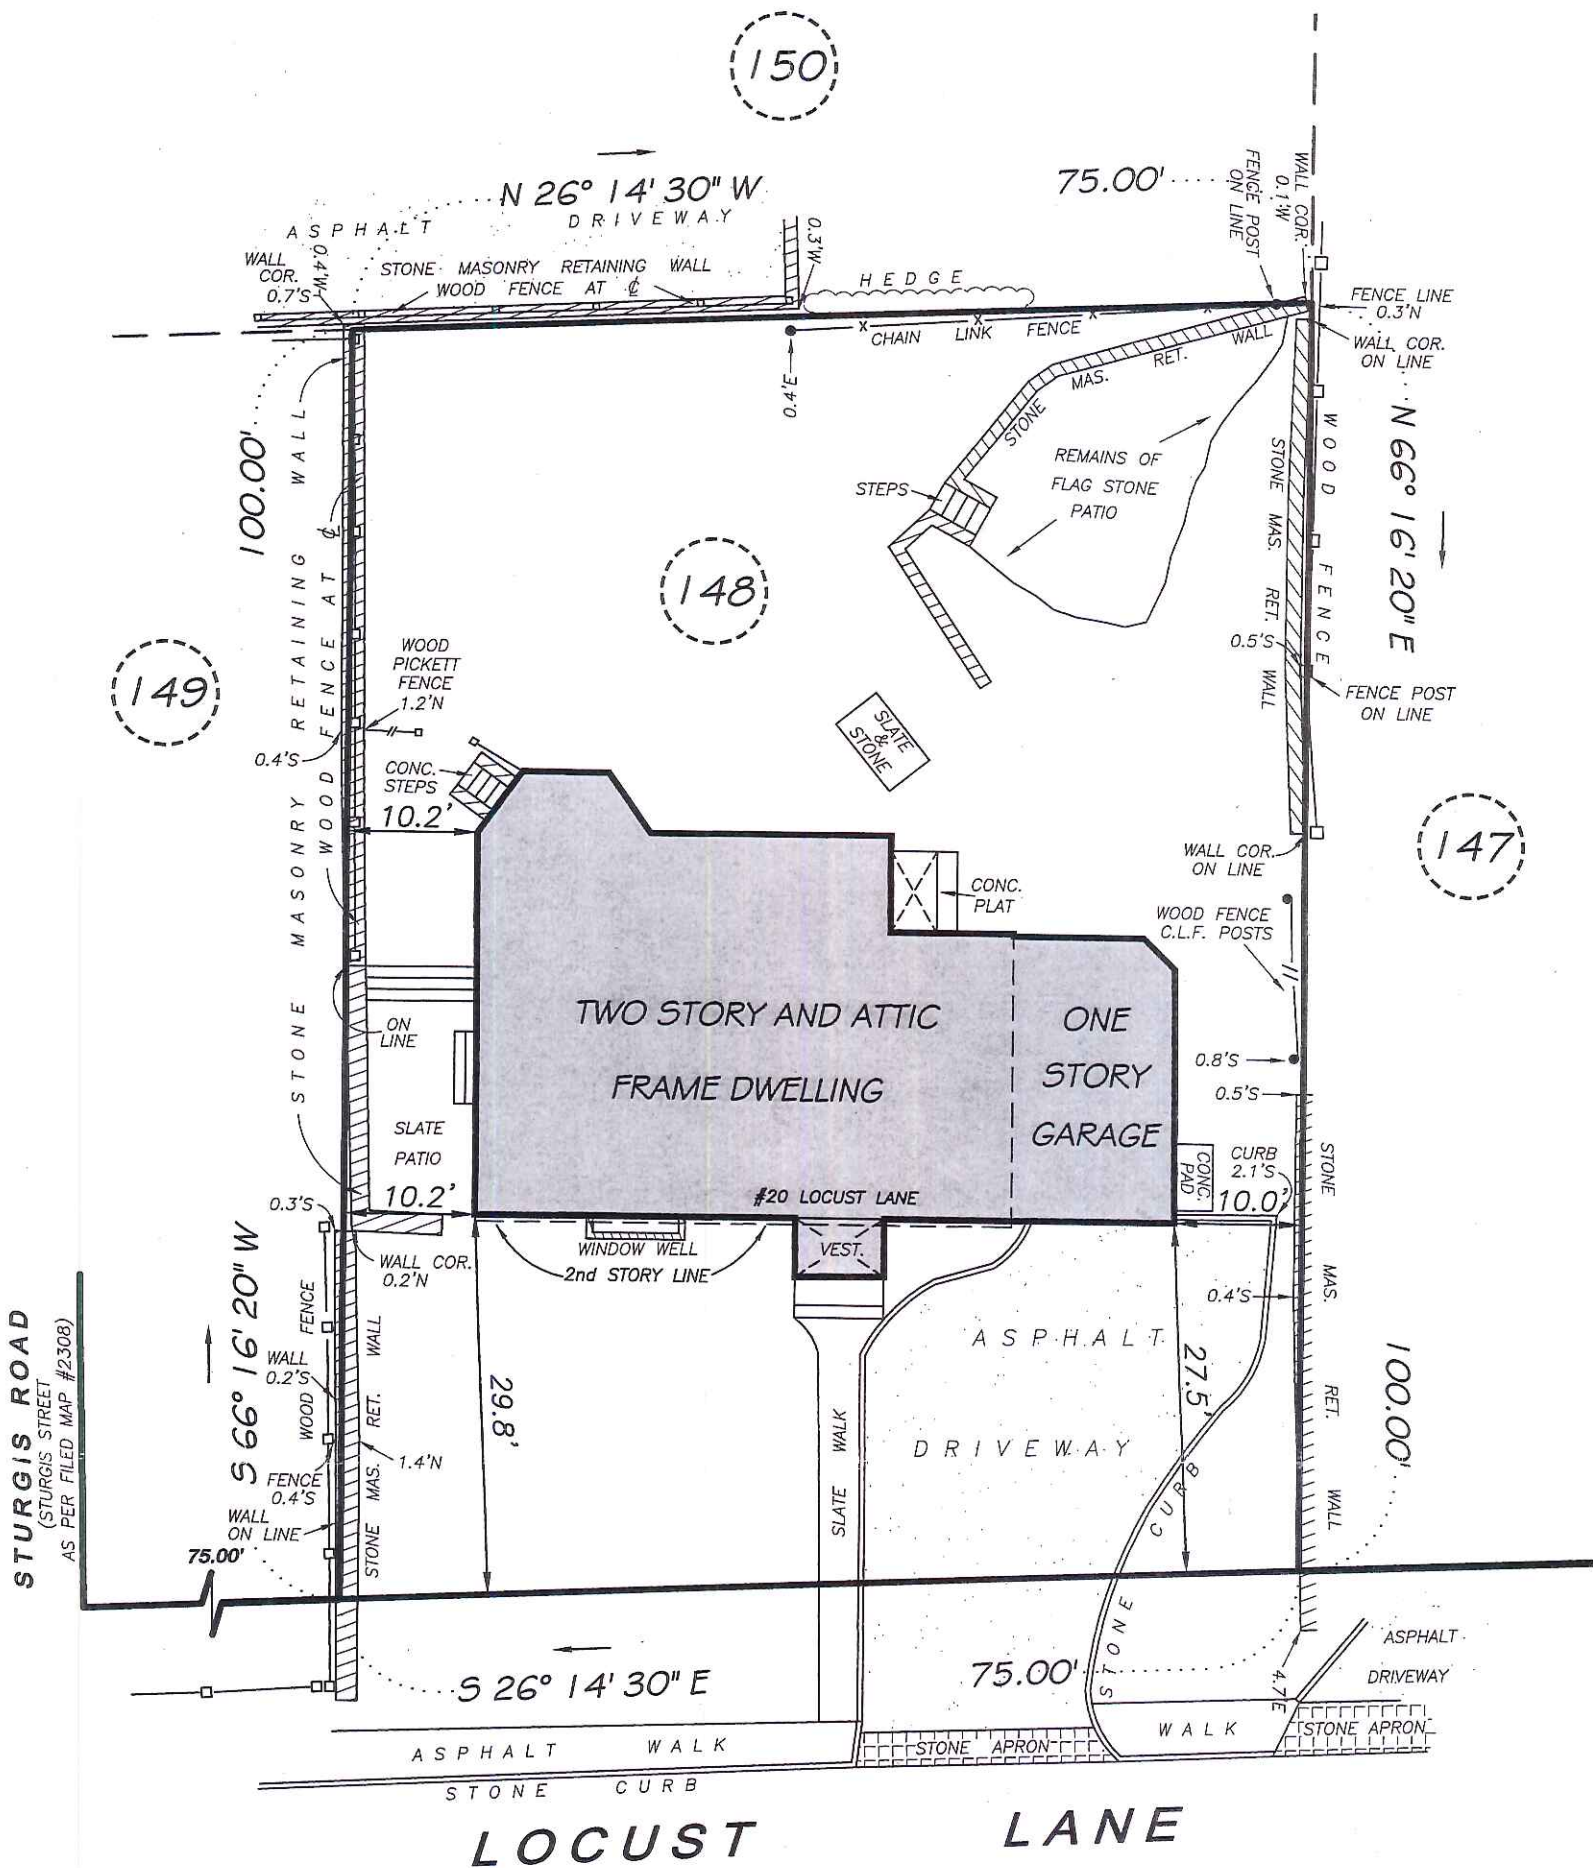 150
N 26° 14' 30" W
75.00'
ASPHALT DRIVEWAY
WALL COR. 0.1'W
FENCE POST ON LINE
WALL
COR.
0.7'S
0.4'W
STONE MASONRY RETAINING WALL
WOOD FENCE AT ℄
0.3'W
HEDGE
FENCE LINE
0.3'N
WALL COR.
ON LINE
CHAIN LINK FENCE
0.4'E
STONE MAS. RET. WALL
100.00'
STONE MASONRY RETAINING WALL
WOOD FENCE AT ℄
REMAINS OF
FLAG STONE
PATIO
STEPS
WOOD FENCE
STONE MAS. RET. WALL
N 66° 16' 20" E
148
149
WOOD
PICKETT
FENCE
1.2'N
0.5'S
FENCE POST
ON LINE
0.4'S
SLATE
&
STONE
CONC.
STEPS
10.2'
147
WALL COR.
ON LINE
CONC.
PLAT
WOOD FENCE
C.L.F. POSTS
TWO STORY AND ATTIC
FRAME DWELLING
ONE
STORY
GARAGE
ON
LINE
0.8'S
0.5'S
SLATE
PATIO
CURB
2.1'S
CONC.
PAD
10.2'
#20 LOCUST LANE
10.0'
0.3'S
WALL COR.
0.2'N
WINDOW WELL
2nd STORY LINE
VEST.
0.4'S
STONE MAS. RET. WALL
STURGIS ROAD
(STURGIS STREET
AS PER FILED MAP #2308)
S 66° 16' 20" W
WOOD FENCE
WALL
0.2'S
FENCE
0.4'S
WALL
ON LINE
75.00'
STONE MAS. RET. WALL
1.4'N
29.8'
SLATE WALK
ASPHALT
DRIVEWAY
27.5'
STONE CURB
100.00'
S 26° 14' 30" E
75.00'
4.7'E
ASPHALT
DRIVEWAY
ASPHALT WALK
STONE APRON
WALK
STONE APRON
STONE CURB
LOCUST LANE